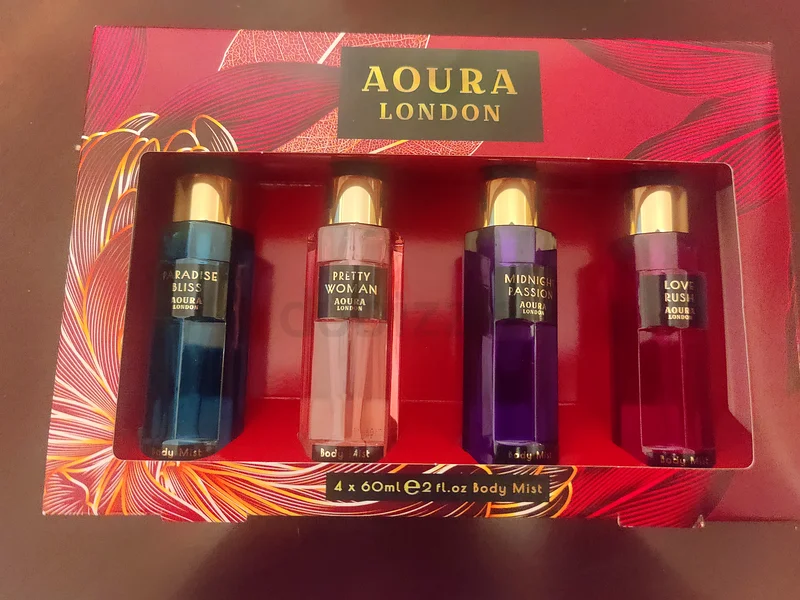 AOURA
LONDON
PARADISE
BLISS
AOURA
LONDON
Body Mist
PRETTY
WOMAN
AOURA
LONDON
Body Mist
MIDNIGH
PASSION
AOURA
LONDON
Body Mist
LOVE
RUSH
AOURA
LONDON
Body Mist
4 x 60ml ℮ 2 fl.oz Body Mist